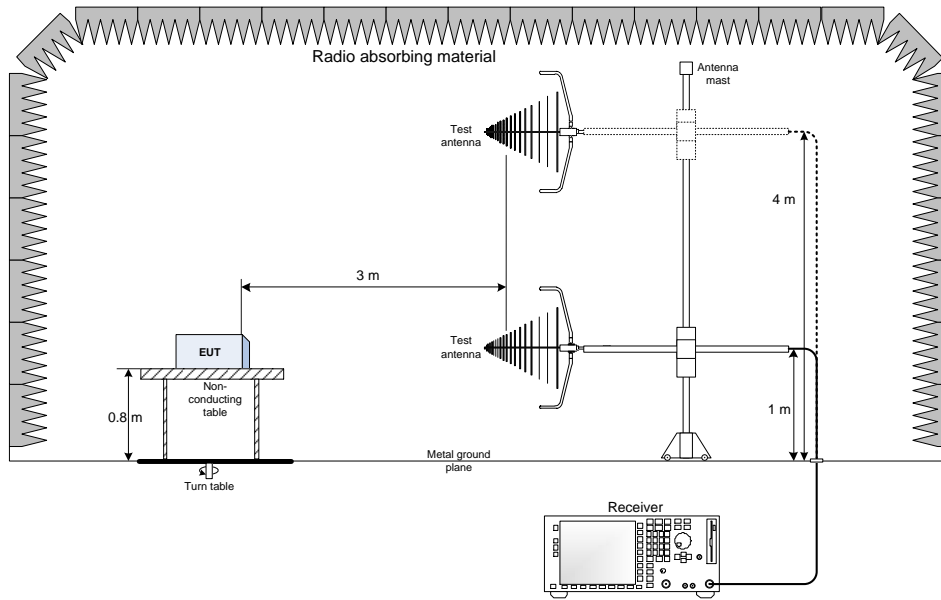 Radio absorbing material
Antenna
mast
Test
antenna
4 m
3 m
Test
antenna
EUT
Non-
conducting
table
0.8 m
1 m
Metal ground
plane
Turn table
Receiver